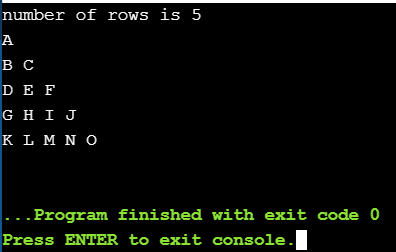 number of rows is 5
A
B C
D E F
G H I J
K L M N O
...Program finished with exit code 0
Press ENTER to exit console.